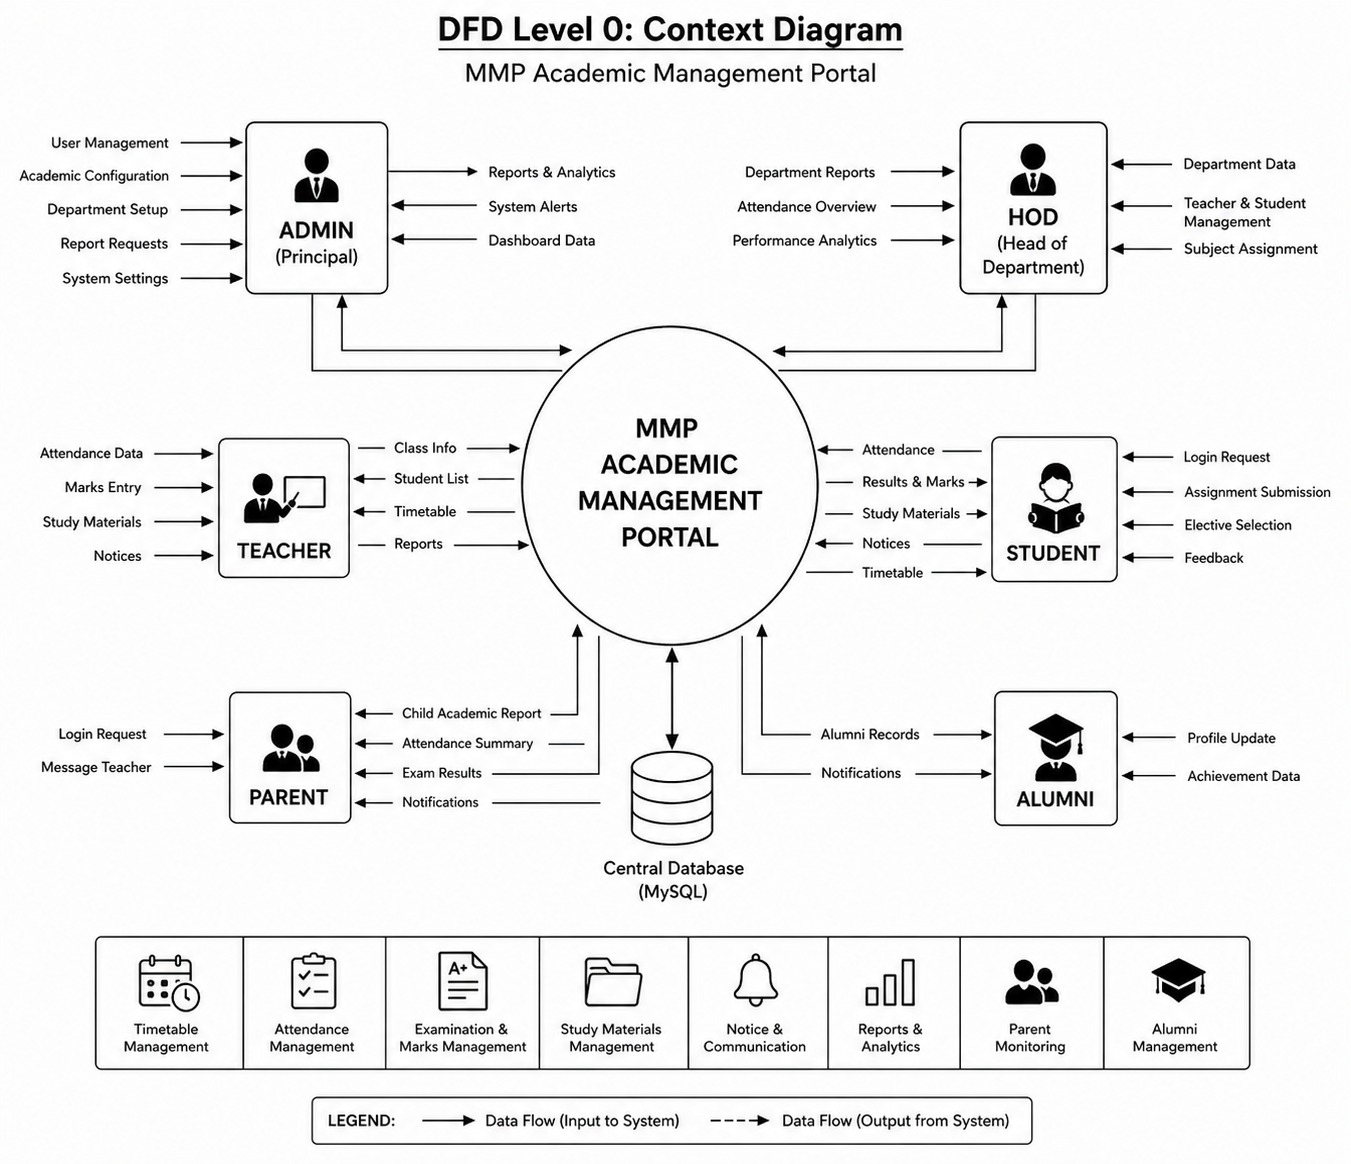 DFD Level 0: Context Diagram
MMP Academic Management Portal
User Management
Academic Configuration
Department Setup
Report Requests
System Settings
ADMIN
(Principal)
Reports & Analytics
System Alerts
Dashboard Data
Department Reports
Attendance Overview
Performance Analytics
HOD
(Head of
Department)
Department Data
Teacher & Student
Management
Subject Assignment
Attendance Data
Marks Entry
Study Materials
Notices
TEACHER
Class Info
Student List
Timetable
Reports
MMP
ACADEMIC
MANAGEMENT
PORTAL
Attendance
Results & Marks
Study Materials
Notices
Timetable
STUDENT
Login Request
Assignment Submission
Elective Selection
Feedback
Login Request
Message Teacher
PARENT
Child Academic Report
Attendance Summary
Exam Results
Notifications
Central Database
(MySQL)
Alumni Records
Notifications
ALUMNI
Profile Update
Achievement Data
Timetable
Management
Attendance
Management
A+
Examination &
Marks Management
Study Materials
Management
Notice &
Communication
Reports &
Analytics
Parent
Monitoring
Alumni
Management
LEGEND:
Data Flow (Input to System)
Data Flow (Output from System)